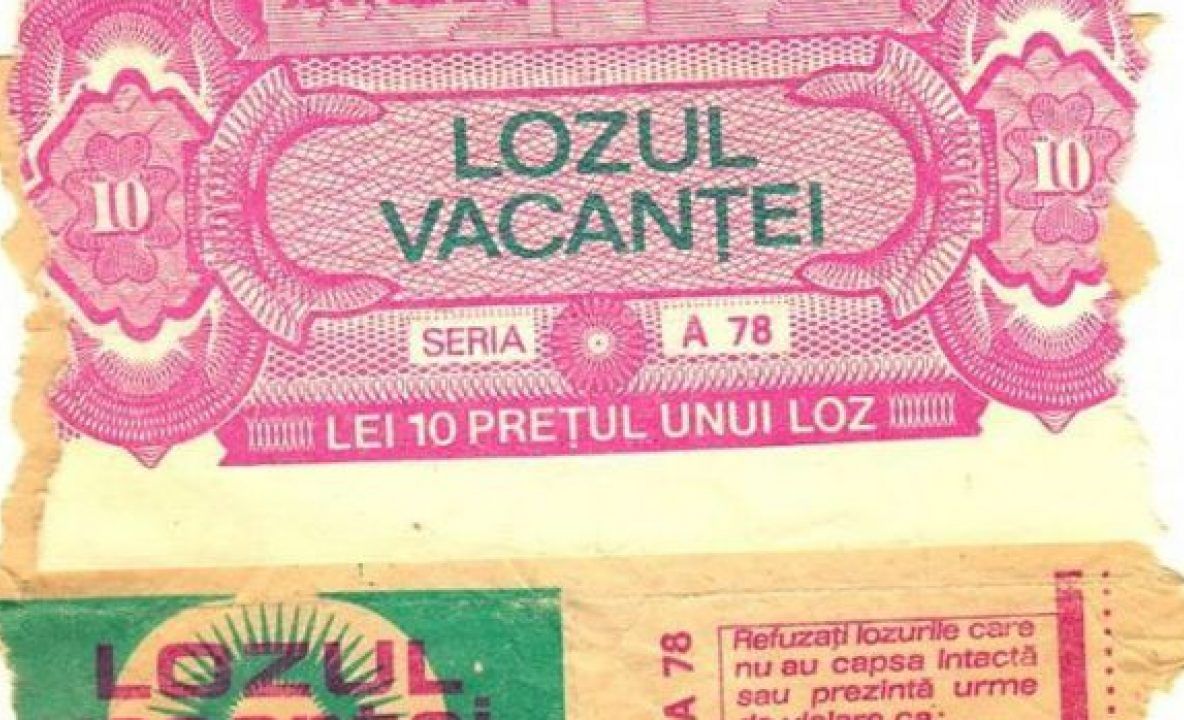 LOZUL
VACANȚEI
10
10
SERIA A 78
LEI 10 PREȚUL UNUI LOZ
LOZUL
A 78
Refuzați lozurile care
nu au capsa intactă
sau prezintă urme